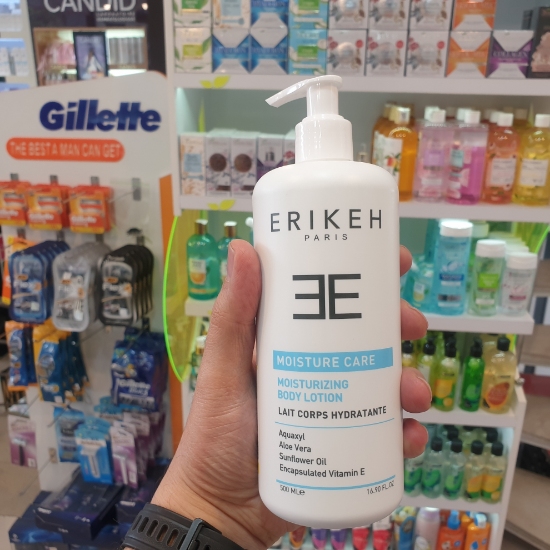 CANDID
Gillette
THE BEST A MAN CAN GET
ERIKEH
PARIS
ƎE
MOISTURE CARE
MOISTURIZING
BODY LOTION
LAIT CORPS HYDRATANTE
Aquaxyl
Aloe Vera
Sunflower Oil
Encapsulated Vitamin E
500 ML℮ 16.90 FL.OZ